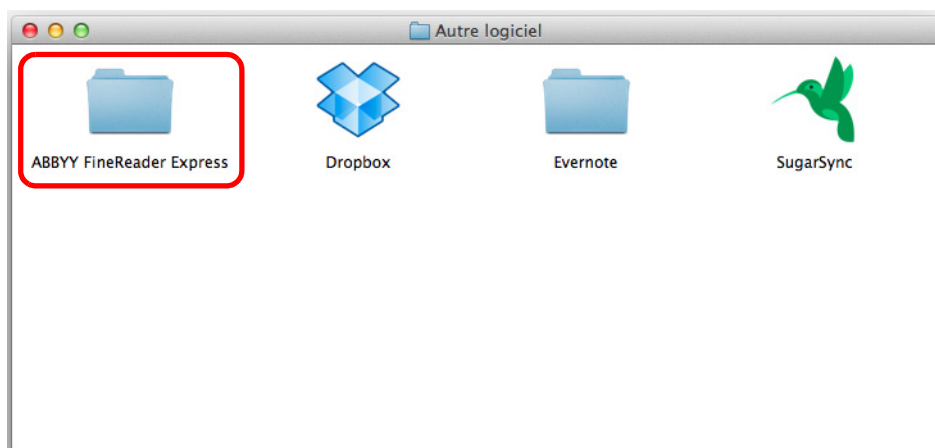 Autre logiciel
ABBYY FineReader Express
Dropbox
Evernote
SugarSync